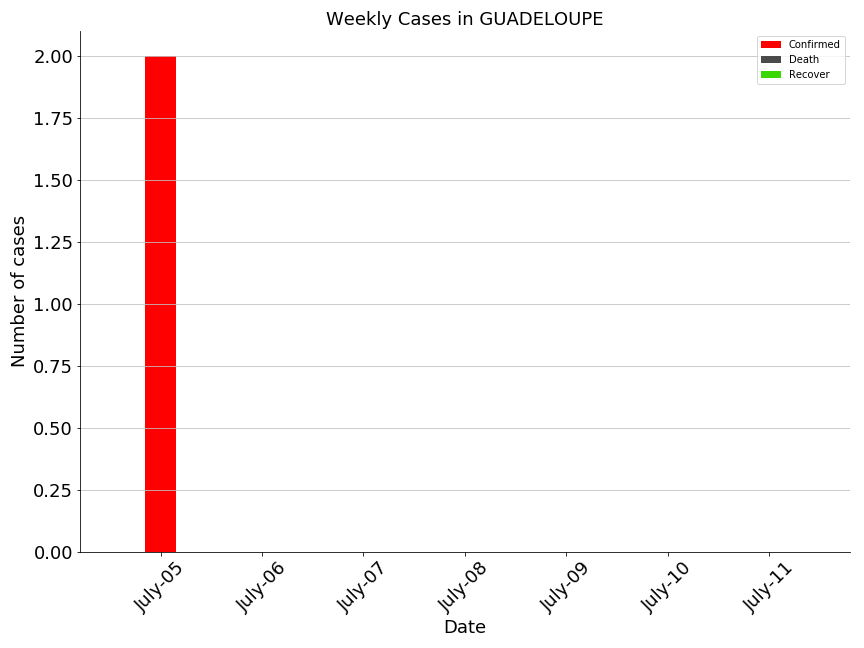 Weekly Cases in GUADELOUPE
Confirmed
Death
Recover
Number of cases
2.00
1.75
1.50
1.25
1.00
0.75
0.50
0.25
0.00
July-05
July-06
July-07
July-08
July-09
July-10
July-11
Date